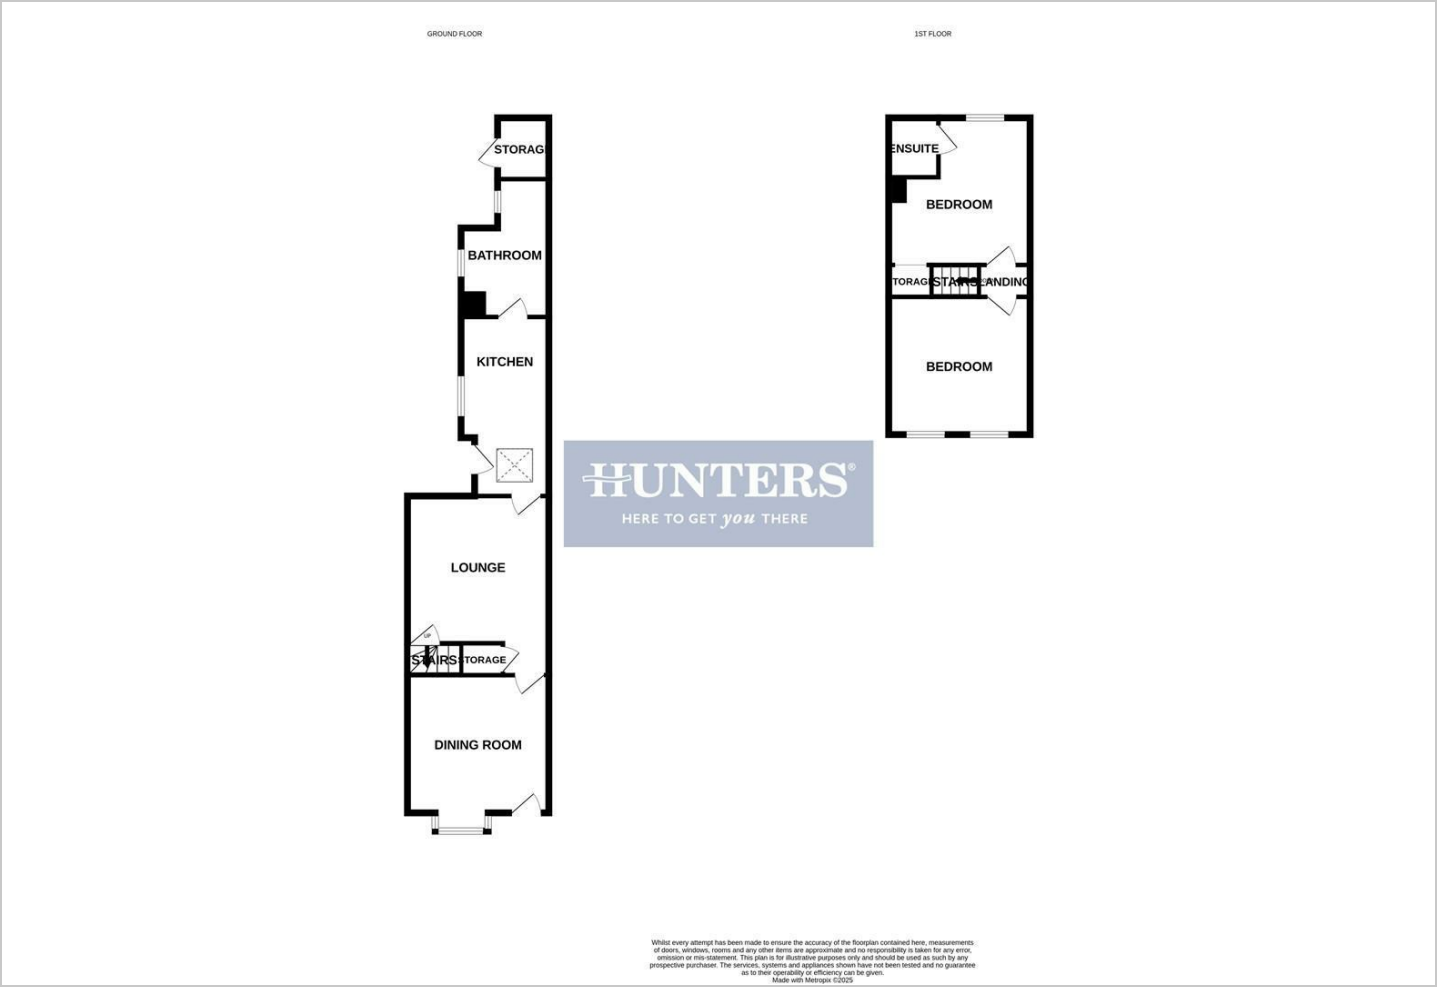 GROUND FLOOR
1ST FLOOR
STORAG
BATHROOM
KITCHEN
LOUNGE
UP
STAIRS
STORAGE
DINING ROOM
ENSUITE
BEDROOM
TORAGE
STAIRS
LANDING
BEDROOM
HUNTERS®
HERE TO GET you THERE
Whilst every attempt has been made to ensure the accuracy of the floorplan contained here, measurements
of doors, windows, rooms and any other items are approximate and no responsibility is taken for any error,
omission or mis-statement. This plan is for illustrative purposes only and should be used as such by any
prospective purchaser. The services, systems and appliances shown have not been tested and no guarantee
as to their operability or efficiency can be given.
Made with Metropix ©2025